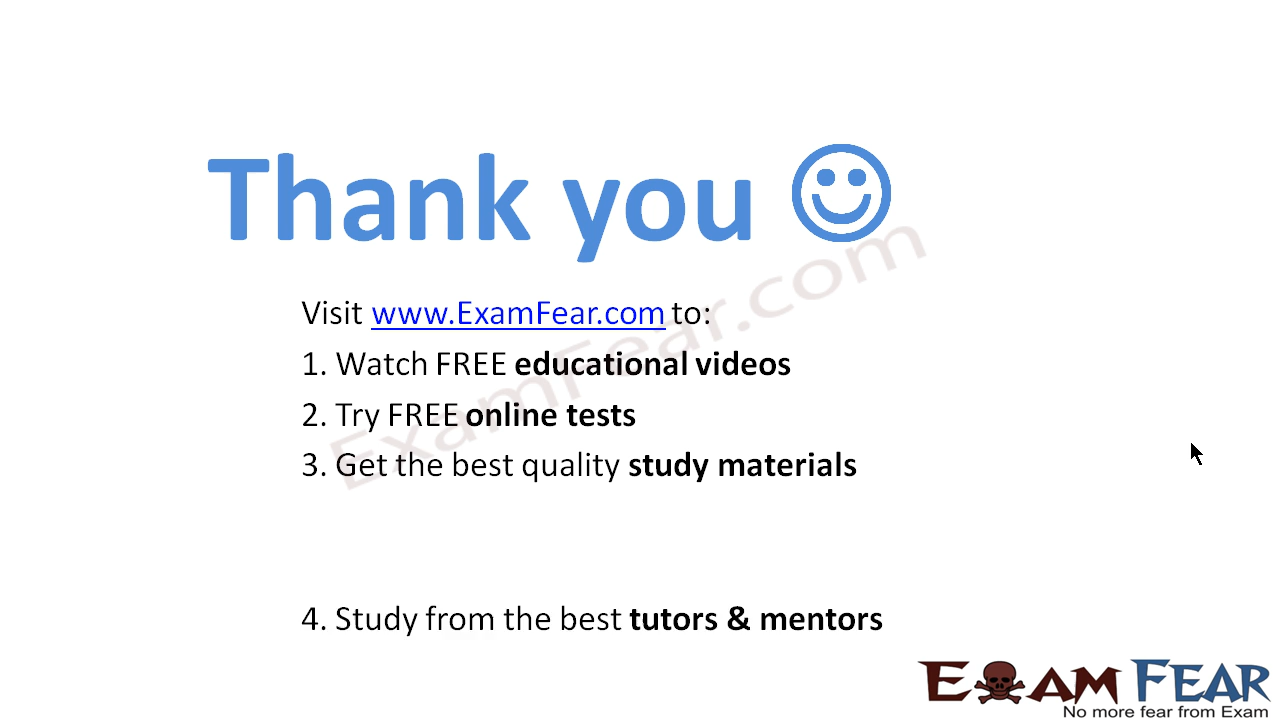 Thank you ☺
Visit www.ExamFear.com to:
1. Watch FREE educational videos
2. Try FREE online tests
3. Get the best quality study materials
4. Study from the best tutors & mentors
ExamFear.com
EXAM FEAR
No more fear from Exam